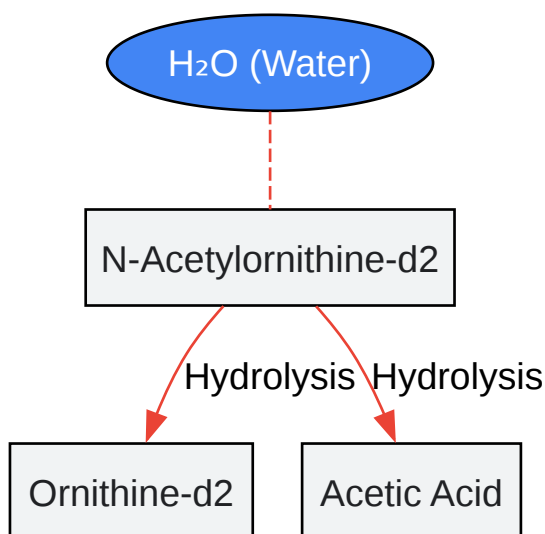 H₂O (Water)
N-Acetylornithine-d2
Hydrolysis Hydrolysis
Ornithine-d2
Acetic Acid